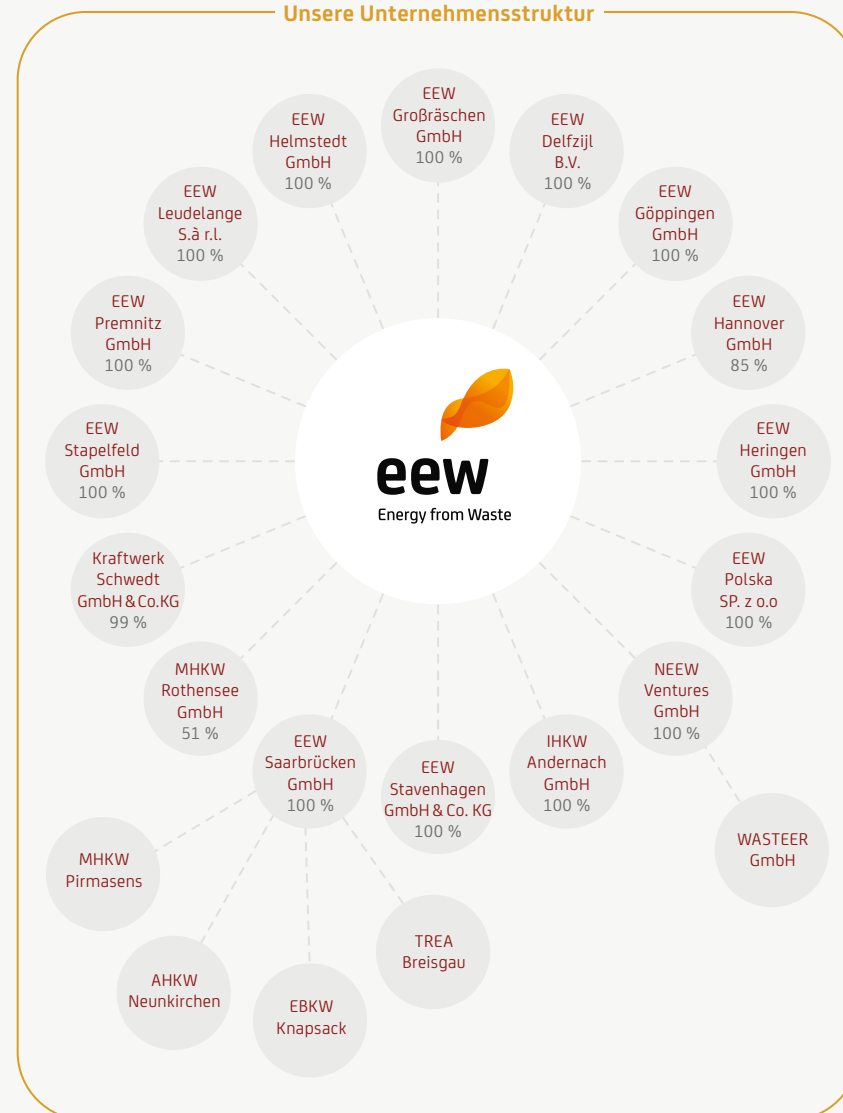 Unsere Unternehmensstruktur
EEW
Großräschen
GmbH
100 %
EEW
Helmstedt
GmbH
100 %
EEW
Delfzijl
B.V.
100 %
EEW
Leudelange
S.à r.l.
100 %
EEW
Göppingen
GmbH
100 %
EEW
Premnitz
GmbH
100 %
EEW
Hannover
GmbH
85 %
EEW
Stapelfeld
GmbH
100 %
eew
Energy from Waste
EEW
Heringen
GmbH
100 %
Kraftwerk
Schwedt
GmbH & Co. KG
99 %
EEW
Polska
SP. z o.o
100 %
MHKW
Rothensee
GmbH
51 %
NEEW
Ventures
GmbH
100 %
EEW
Saarbrücken
GmbH
100 %
EEW
Stavenhagen
GmbH & Co. KG
100 %
IHKW
Andernach
GmbH
100 %
WASTEER
GmbH
MHKW
Pirmasens
TREA
Breisgau
AHKW
Neunkirchen
EBKW
Knapsack